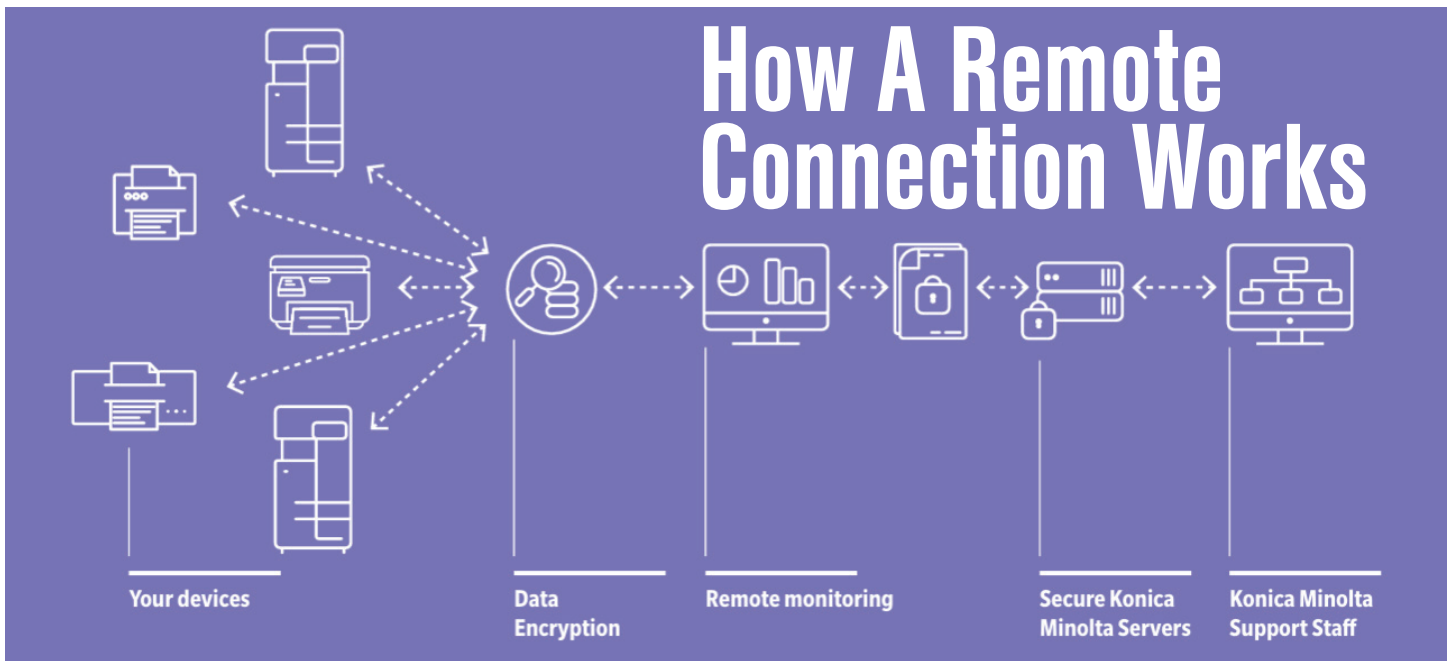 How A Remote
Connection Works
Your devices
Data
Encryption
Remote monitoring
Secure Konica
Minolta Servers
Konica Minolta
Support Staff